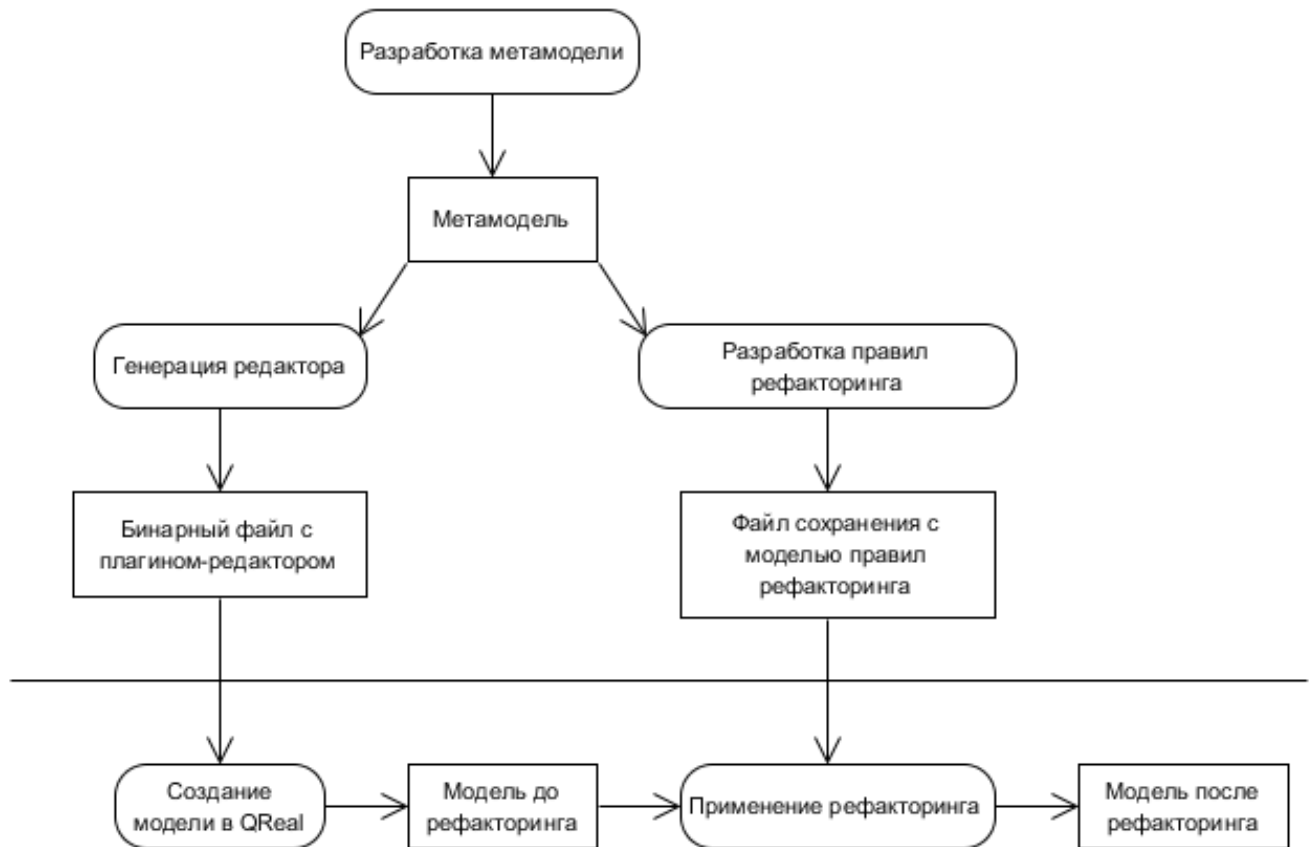 Разработка метамодели
Метамодель
Генерация редактора
Разработка правил
рефакторинга
Бинарный файл с
плагином-редактором
Файл сохранения с
моделью правил
рефакторинга
Создание
модели в QReal
Модель до
рефакторинга
Применение рефакторинга
Модель после
рефакторинга